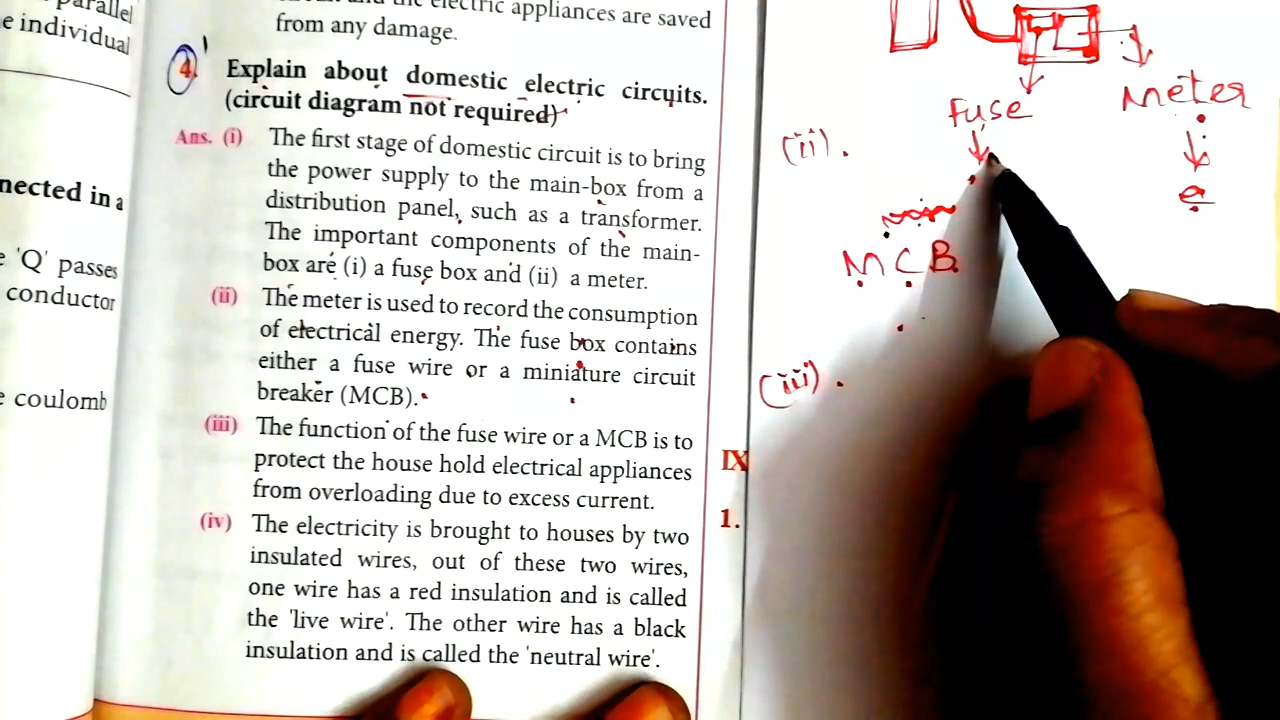 parallel
e individual
nected in a
e 'Q' passes
conductor
e coulomb
electric appliances are saved
from any damage.
4. Explain about domestic electric circuits.
(circuit diagram not required)
Ans. (i) The first stage of domestic circuit is to bring
the power supply to the main-box from a
distribution panel, such as a transformer.
The important components of the main-
box are (i) a fuse box and (ii) a meter.
(ii) The meter is used to record the consumption
of electrical energy. The fuse box contains
either a fuse wire or a miniature circuit
breaker (MCB).
(iii) The function of the fuse wire or a MCB is to
protect the house hold electrical appliances
from overloading due to excess current.
(iv) The electricity is brought to houses by two
insulated wires, out of these two wires,
one wire has a red insulation and is called
the 'live wire'. The other wire has a black
insulation and is called the 'neutral wire'.
Fuse
Meter
(ii).
e
MCB
(iii).
IX
1.